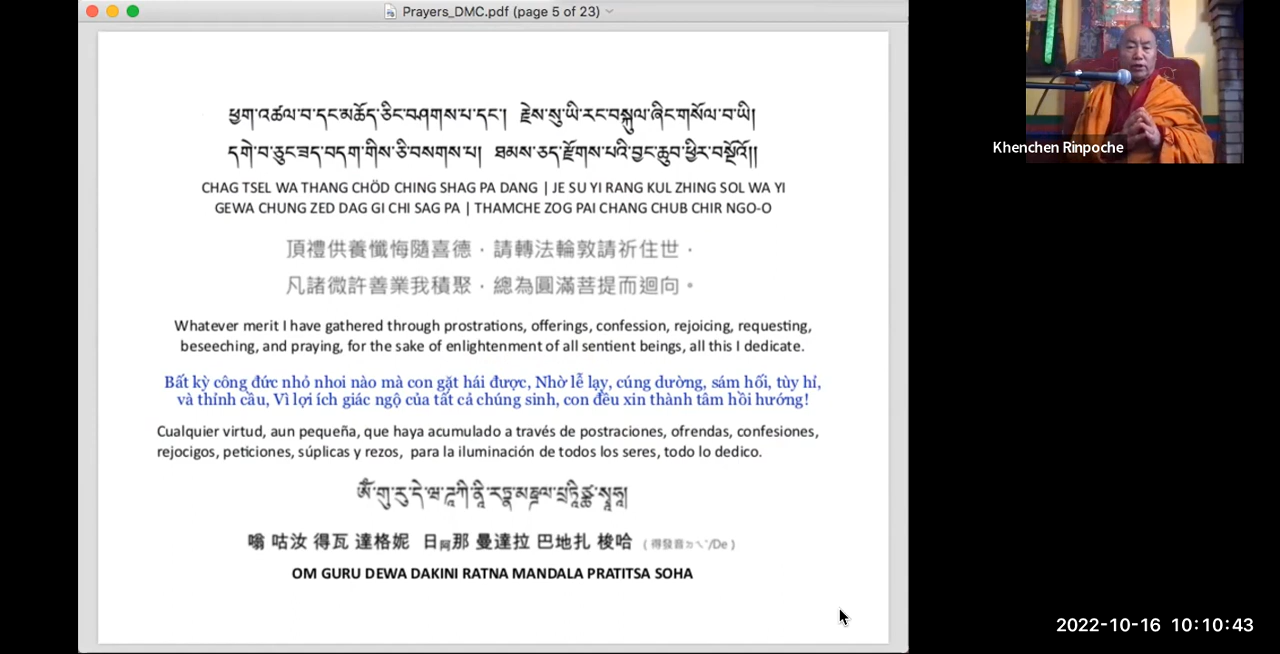 Prayers_DMC.pdf (page 5 of 23)
ཕྱག་འཚལ་བ་དང་མཆོད་ཅིང་བཤགས་པ་དང་། རྗེས་སུ་ཡི་རང་བསྐུལ་ཞིང་གསོལ་བ་ཡི།
དགེ་བ་ཅུང་ཟད་བདག་གིས་ཅི་བསགས་པ། ཐམས་ཅད་རྫོགས་པའི་བྱང་ཆུབ་ཕྱིར་བསྔོའོ།།
CHAG TSEL WA THANG CHÖD CHING SHAG PA DANG | JE SU YI RANG KUL ZHING SOL WA YI
GEWA CHUNG ZED DAG GI CHI SAG PA | THAMCHE ZOG PAI CHANG CHUB CHIR NGO-O
頂禮供養懺悔隨喜德．請轉法輪敦請祈住世．
凡諸微許善業我積聚．總為圓滿菩提而迴向。
Whatever merit I have gathered through prostrations, offerings, confession, rejoicing, requesting,
beseeching, and praying, for the sake of enlightenment of all sentient beings, all this I dedicate.
Bất kỳ công đức nhỏ nhoi nào mà con gặt hái được, Nhờ lễ lạy, cúng dường, sám hối, tùy hỉ,
và thỉnh cầu, Vì lợi ích giác ngộ của tất cả chúng sinh, con đều xin thành tâm hồi hướng!
Cualquier virtud, aun pequeña, que haya acumulado a través de postraciones, ofrendas, confesiones,
rejocigos, peticiones, súplicas y rezos, para la iluminación de todos los seres, todo lo dedico.
嗡 咕汝 得瓦 達格妮 日阿那 曼達拉 巴地扎 梭哈 ( 得發音ㄉㄟˇ/De )
OM GURU DEWA DAKINI RATNA MANDALA PRATITSA SOHA
Khenchen Rinpoche
2022-10-16 10:10:43